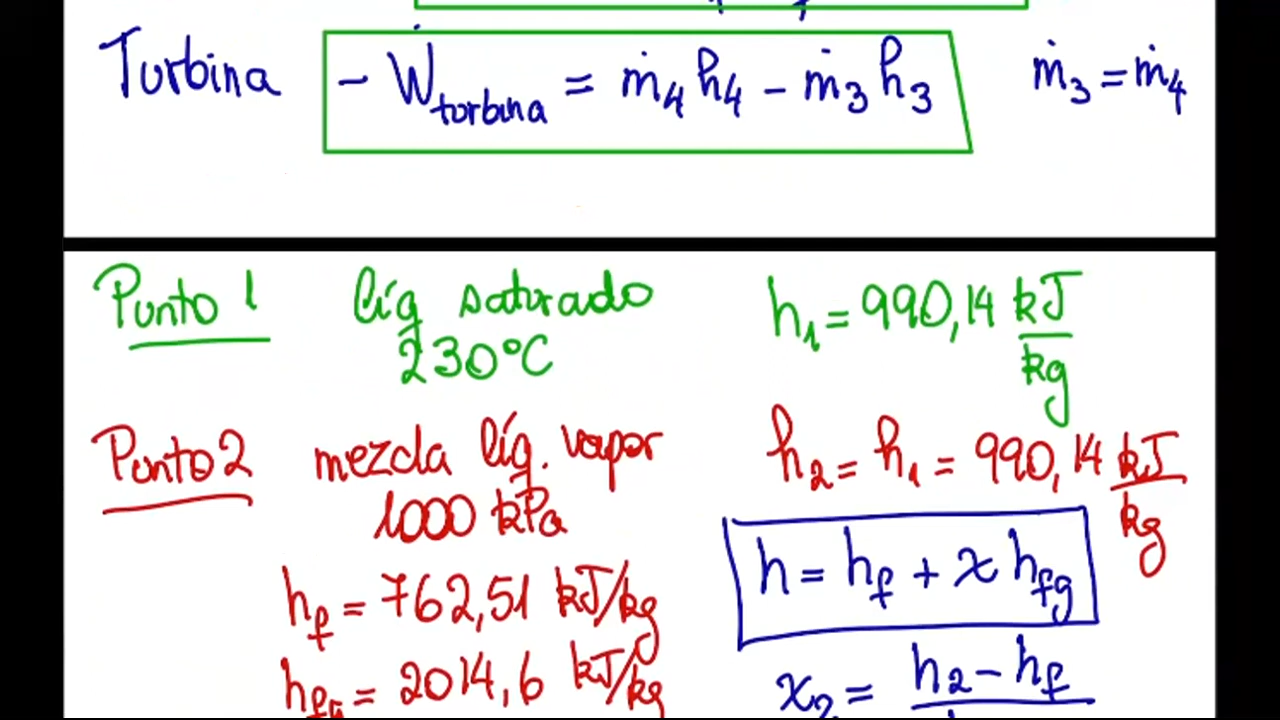 Turbina − Ẇturbina = ṁ4 h4 − ṁ3 h3 ṁ3 = ṁ4
Punto 1 líq saturado h1 = 990,14 kJ/kg
230°C
Punto 2 mezcla líq. vapor h2 = h1 = 990,14 kJ/kg
1000 kPa
h = hf + x hfg
hf = 762,51 kJ/kg
hfg = 2014,6 kJ/kg x2 = h2 − hf